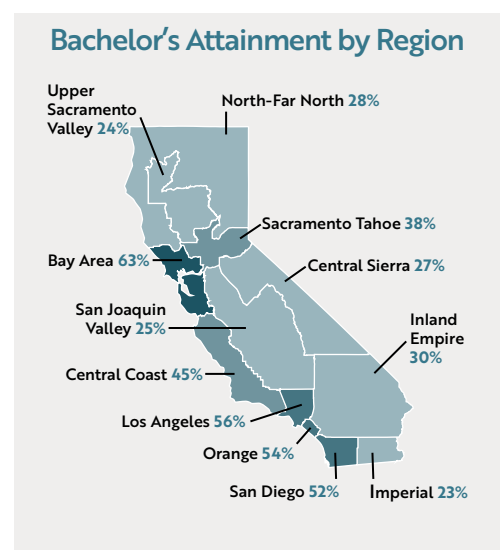 Bachelor's Attainment by Region
Upper
Sacramento
Valley 24%
North-Far North 28%
Sacramento Tahoe 38%
Bay Area 63%
Central Sierra 27%
San Joaquin
Valley 25%
Inland
Empire
30%
Central Coast 45%
Los Angeles 56%
Orange 54%
San Diego 52%
Imperial 23%